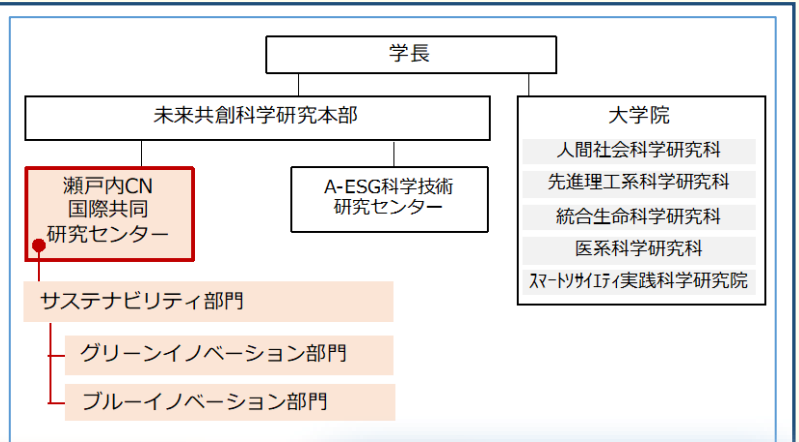 学長
未来共創科学研究本部
大学院
人間社会科学研究科
先進理工系科学研究科
統合生命科学研究科
医系科学研究科
ｽﾏｰﾄｿｻｲｴﾃｨ実践科学研究院
瀬戸内CN
国際共同
研究センター
A-ESG科学技術
研究センター
サステナビリティ部門
グリーンイノベーション部門
ブルーイノベーション部門